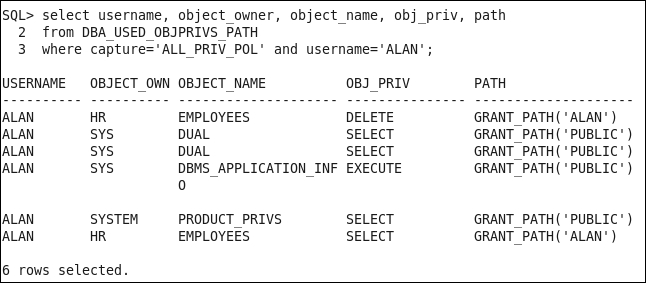 SQL> select username, object_owner, object_name, obj_priv, path
  2  from DBA_USED_OBJPRIVS_PATH
  3  where capture='ALL_PRIV_POL' and username='ALAN';

USERNAME   OBJECT_OWN OBJECT_NAME          OBJ_PRIV        PATH
---------- ---------- -------------------- --------------- --------------------
ALAN       HR         EMPLOYEES            DELETE          GRANT_PATH('ALAN')
ALAN       SYS        DUAL                 SELECT          GRANT_PATH('PUBLIC')
ALAN       SYS        DUAL                 SELECT          GRANT_PATH('PUBLIC')
ALAN       SYS        DBMS_APPLICATION_INF EXECUTE         GRANT_PATH('PUBLIC')
                      O

ALAN       SYSTEM     PRODUCT_PRIVS        SELECT          GRANT_PATH('PUBLIC')
ALAN       HR         EMPLOYEES            SELECT          GRANT_PATH('ALAN')

6 rows selected.